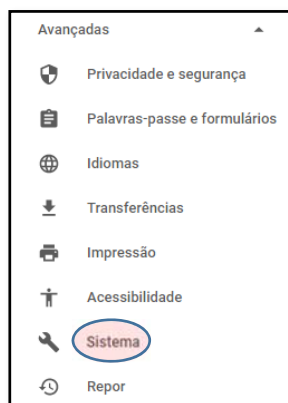 Avançadas
Privacidade e segurança
Palavras-passe e formulários
Idiomas
Transferências
Impressão
Acessibilidade
Sistema
Repor